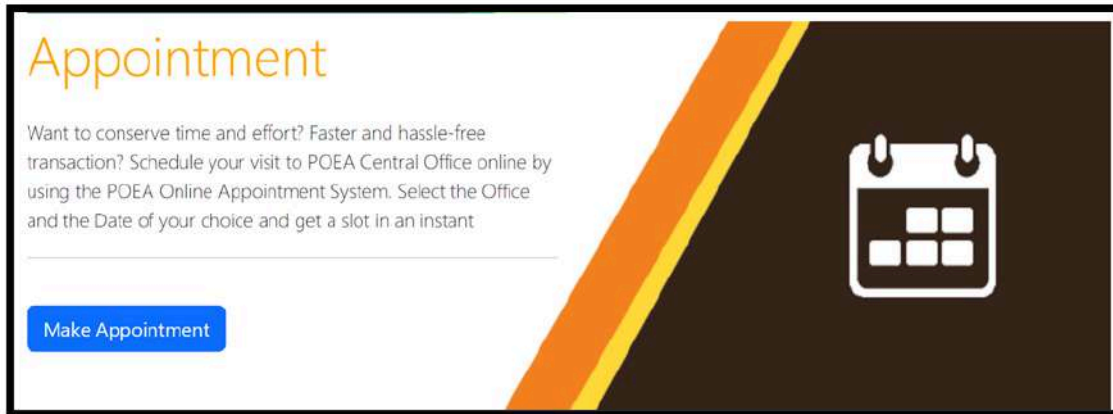 Appointment
Want to conserve time and effort? Faster and hassle-free
transaction? Schedule your visit to POEA Central Office online by
using the POEA Online Appointment System. Select the Office
and the Date of your choice and get a slot in an instant
Make Appointment